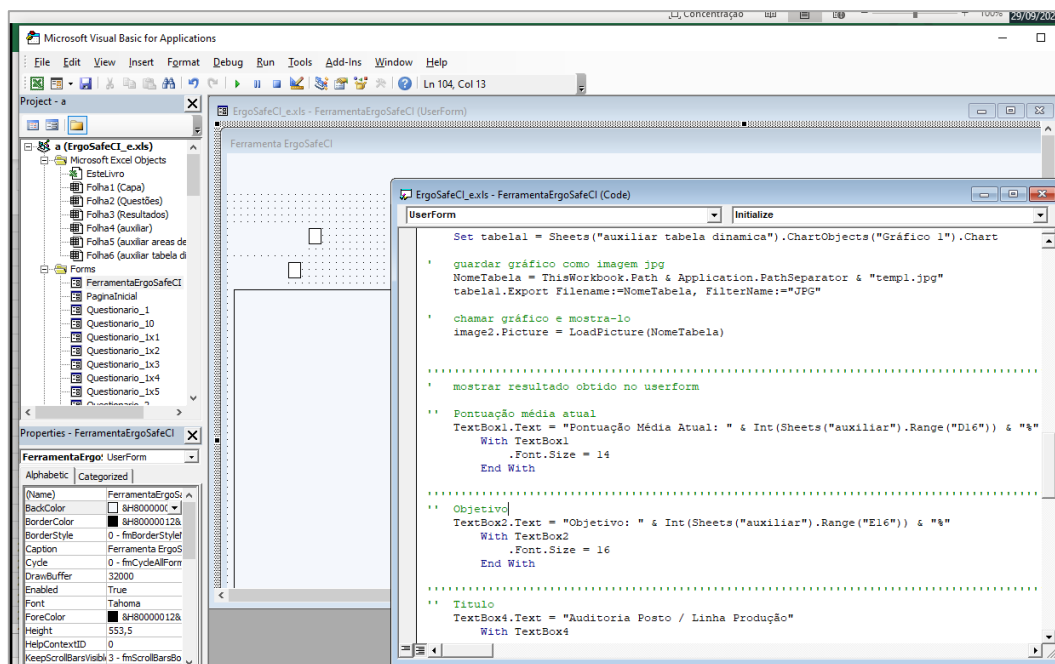 Concentração
100%
29/09/202
Microsoft Visual Basic for Applications
File Edit View Insert Format Debug Run Tools Add-Ins Window Help
Ln 104, Col 13
Project - a
a (ErgoSafeCI_e.xls)
Microsoft Excel Objects
EsteLivro
Folha1 (Capa)
Folha2 (Questões)
Folha3 (Resultados)
Folha4 (auxiliar)
Folha5 (auxiliar areas de
Folha6 (auxiliar tabela di
Forms
FerramentaErgoSafeCI
PaginaInicial
Questionario_1
Questionario_10
Questionario_1x1
Questionario_1x2
Questionario_1x3
Questionario_1x4
Questionario_1x5
Properties - FerramentaErgoSafeCI
FerramentaErgo: UserForm
Alphabetic Categorized
(Name) FerramentaErgoSa
BackColor &H8000000(
BorderColor &H80000012&
BorderStyle 0 - fmBorderStyleN
Caption Ferramenta ErgoS
Cycle 0 - fmCycleAllForm
DrawBuffer 32000
Enabled True
Font Tahoma
ForeColor &H80000012&
Height 553,5
HelpContextID 0
KeepScrollBarsVisible 3 - fmScrollBarsBo
ErgoSafeCI_e.xls - FerramentaErgoSafeCI (UserForm)
Ferramenta ErgoSafeCI
ErgoSafeCI_e.xls - FerramentaErgoSafeCI (Code)
UserForm Initialize
Set tabela1 = Sheets("auxiliar tabela dinamica").ChartObjects("Gráfico 1").Chart
' guardar gráfico como imagem jpg
NomeTabela = ThisWorkbook.Path & Application.PathSeparator & "temp1.jpg"
tabela1.Export Filename:=NomeTabela, FilterName:="JPG"
' chamar gráfico e mostra-lo
image2.Picture = LoadPicture(NomeTabela)
' mostrar resultado obtido no userform
'' Pontuação média atual
TextBox1.Text = "Pontuação Média Atual: " & Int(Sheets("auxiliar").Range("D16")) & "%"
With TextBox1
.Font.Size = 14
End With
'' Objetivo
TextBox2.Text = "Objetivo: " & Int(Sheets("auxiliar").Range("E16")) & "%"
With TextBox2
.Font.Size = 16
End With
'' Titulo
TextBox4.Text = "Auditoria Posto / Linha Produção"
With TextBox4